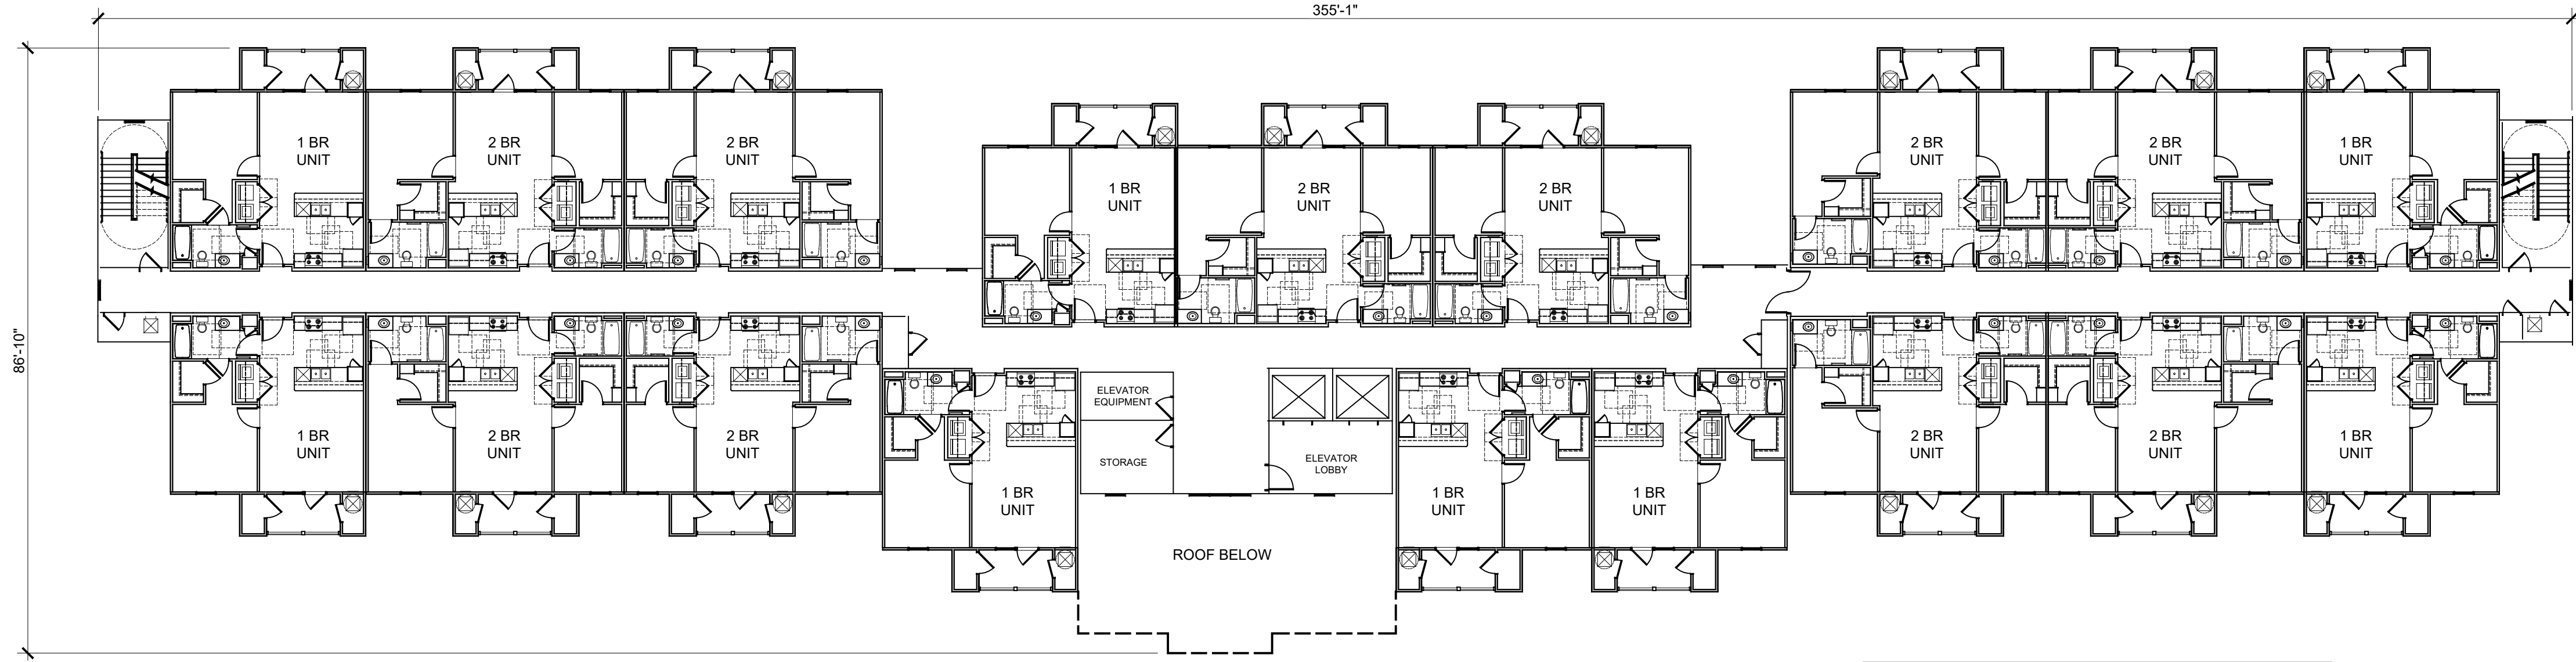 355'-1"
86'-10"
1 BR
UNIT
2 BR
UNIT
2 BR
UNIT
1 BR
UNIT
2 BR
UNIT
2 BR
UNIT
2 BR
UNIT
2 BR
UNIT
1 BR
UNIT
1 BR
UNIT
2 BR
UNIT
2 BR
UNIT
1 BR
UNIT
ELEVATOR
EQUIPMENT
STORAGE
ELEVATOR
LOBBY
1 BR
UNIT
1 BR
UNIT
2 BR
UNIT
2 BR
UNIT
1 BR
UNIT
ROOF BELOW